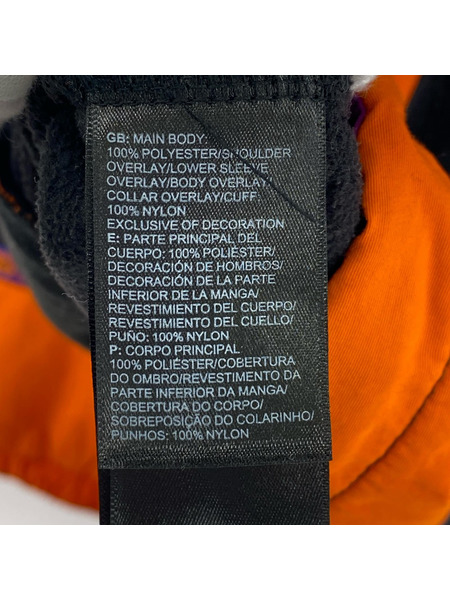 GB: MAIN BODY:
100% POLYESTER/SHOULDER
OVERLAY/LOWER SLEEVE
OVERLAY/BODY OVERLAY/
COLLAR OVERLAY/CUFF
100% NYLON
EXCLUSIVE OF DECORATION
E: PARTE PRINCIPAL DEL
CUERPO: 100% POLIÉSTER/
DECORACIÓN DE HOMBROS/
DECORACIÓN DE LA PARTE
INFERIOR DE LA MANGA/
REVESTIMIENTO DEL CUERPO/
REVESTIMIENTO DEL CUELLO/
PUÑO: 100% NYLON
P: CORPO PRINCIPAL
100% POLIÉSTER/COBERTURA
DO OMBRO/REVESTIMENTO DA
PARTE INFERIOR DA MANGA/
COBERTURA DO CORPO/
SOBREPOSIÇÃO DO COLARINHO/
PUNHOS: 100% NYLON